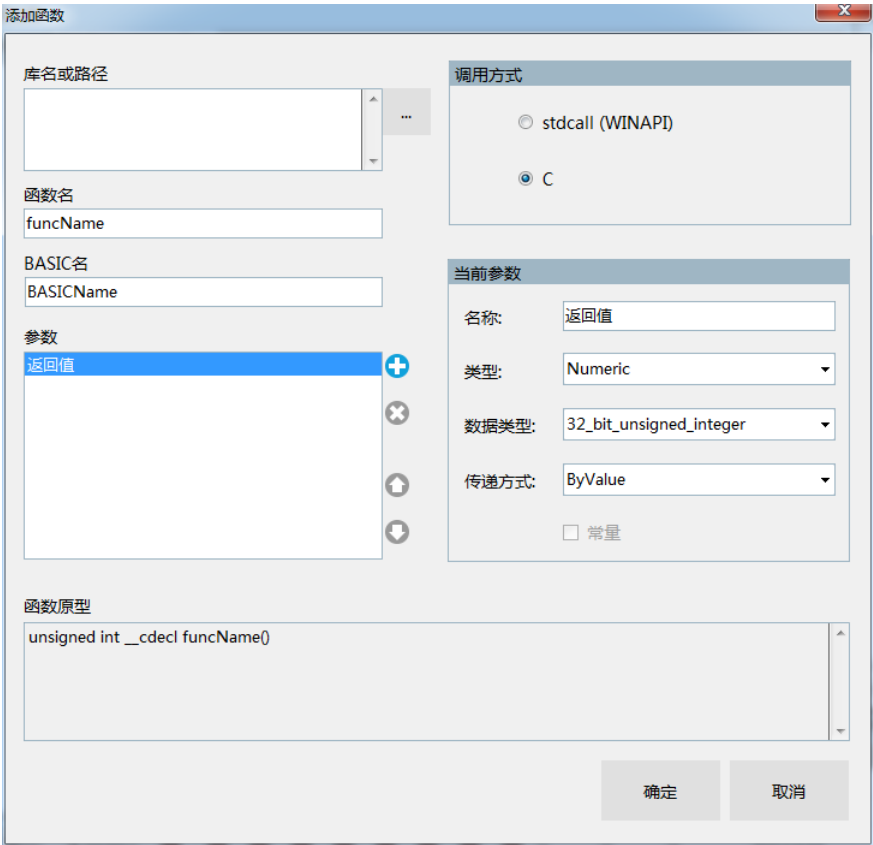 添加函数
库名或路径
...
函数名
funcName
BASIC名
BASICName
参数
返回值
调用方式
stdcall (WINAPI)
C
当前参数
名称: 返回值
类型: Numeric
数据类型: 32_bit_unsigned_integer
传递方式: ByValue
常量
函数原型
unsigned int __cdecl funcName()
确定
取消